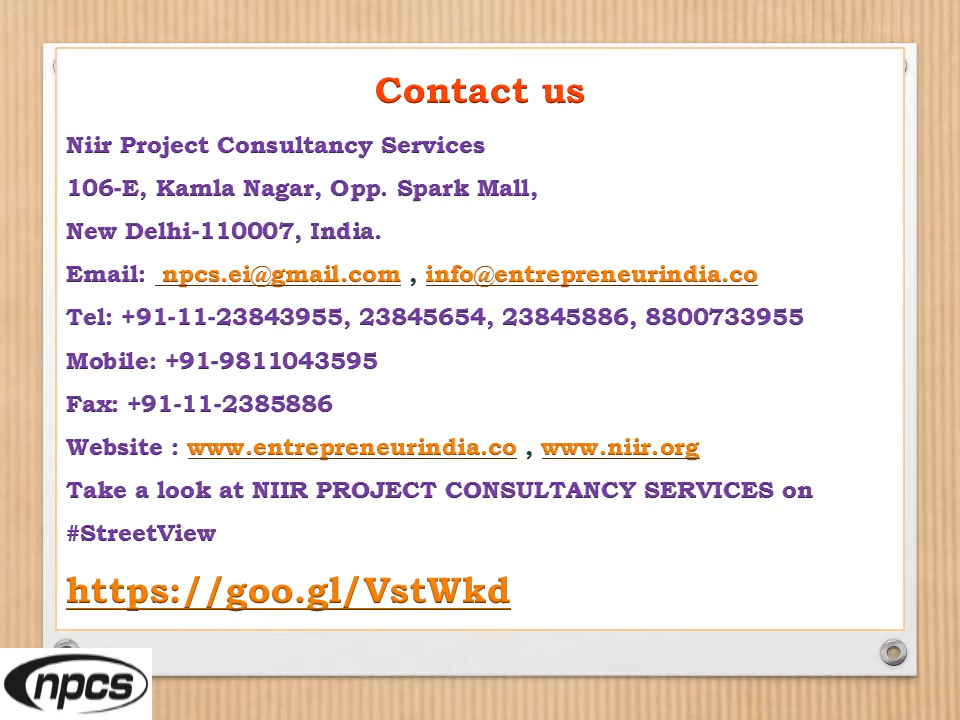 Contact us
Niir Project Consultancy Services
106-E, Kamla Nagar, Opp. Spark Mall,
New Delhi-110007, India.
Email:  npcs.ei@gmail.com , info@entrepreneurindia.co
Tel: +91-11-23843955, 23845654, 23845886, 8800733955
Mobile: +91-9811043595
Fax: +91-11-2385886
Website : www.entrepreneurindia.co , www.niir.org
Take a look at NIIR PROJECT CONSULTANCY SERVICES on
#StreetView
https://goo.gl/VstWkd
npcs